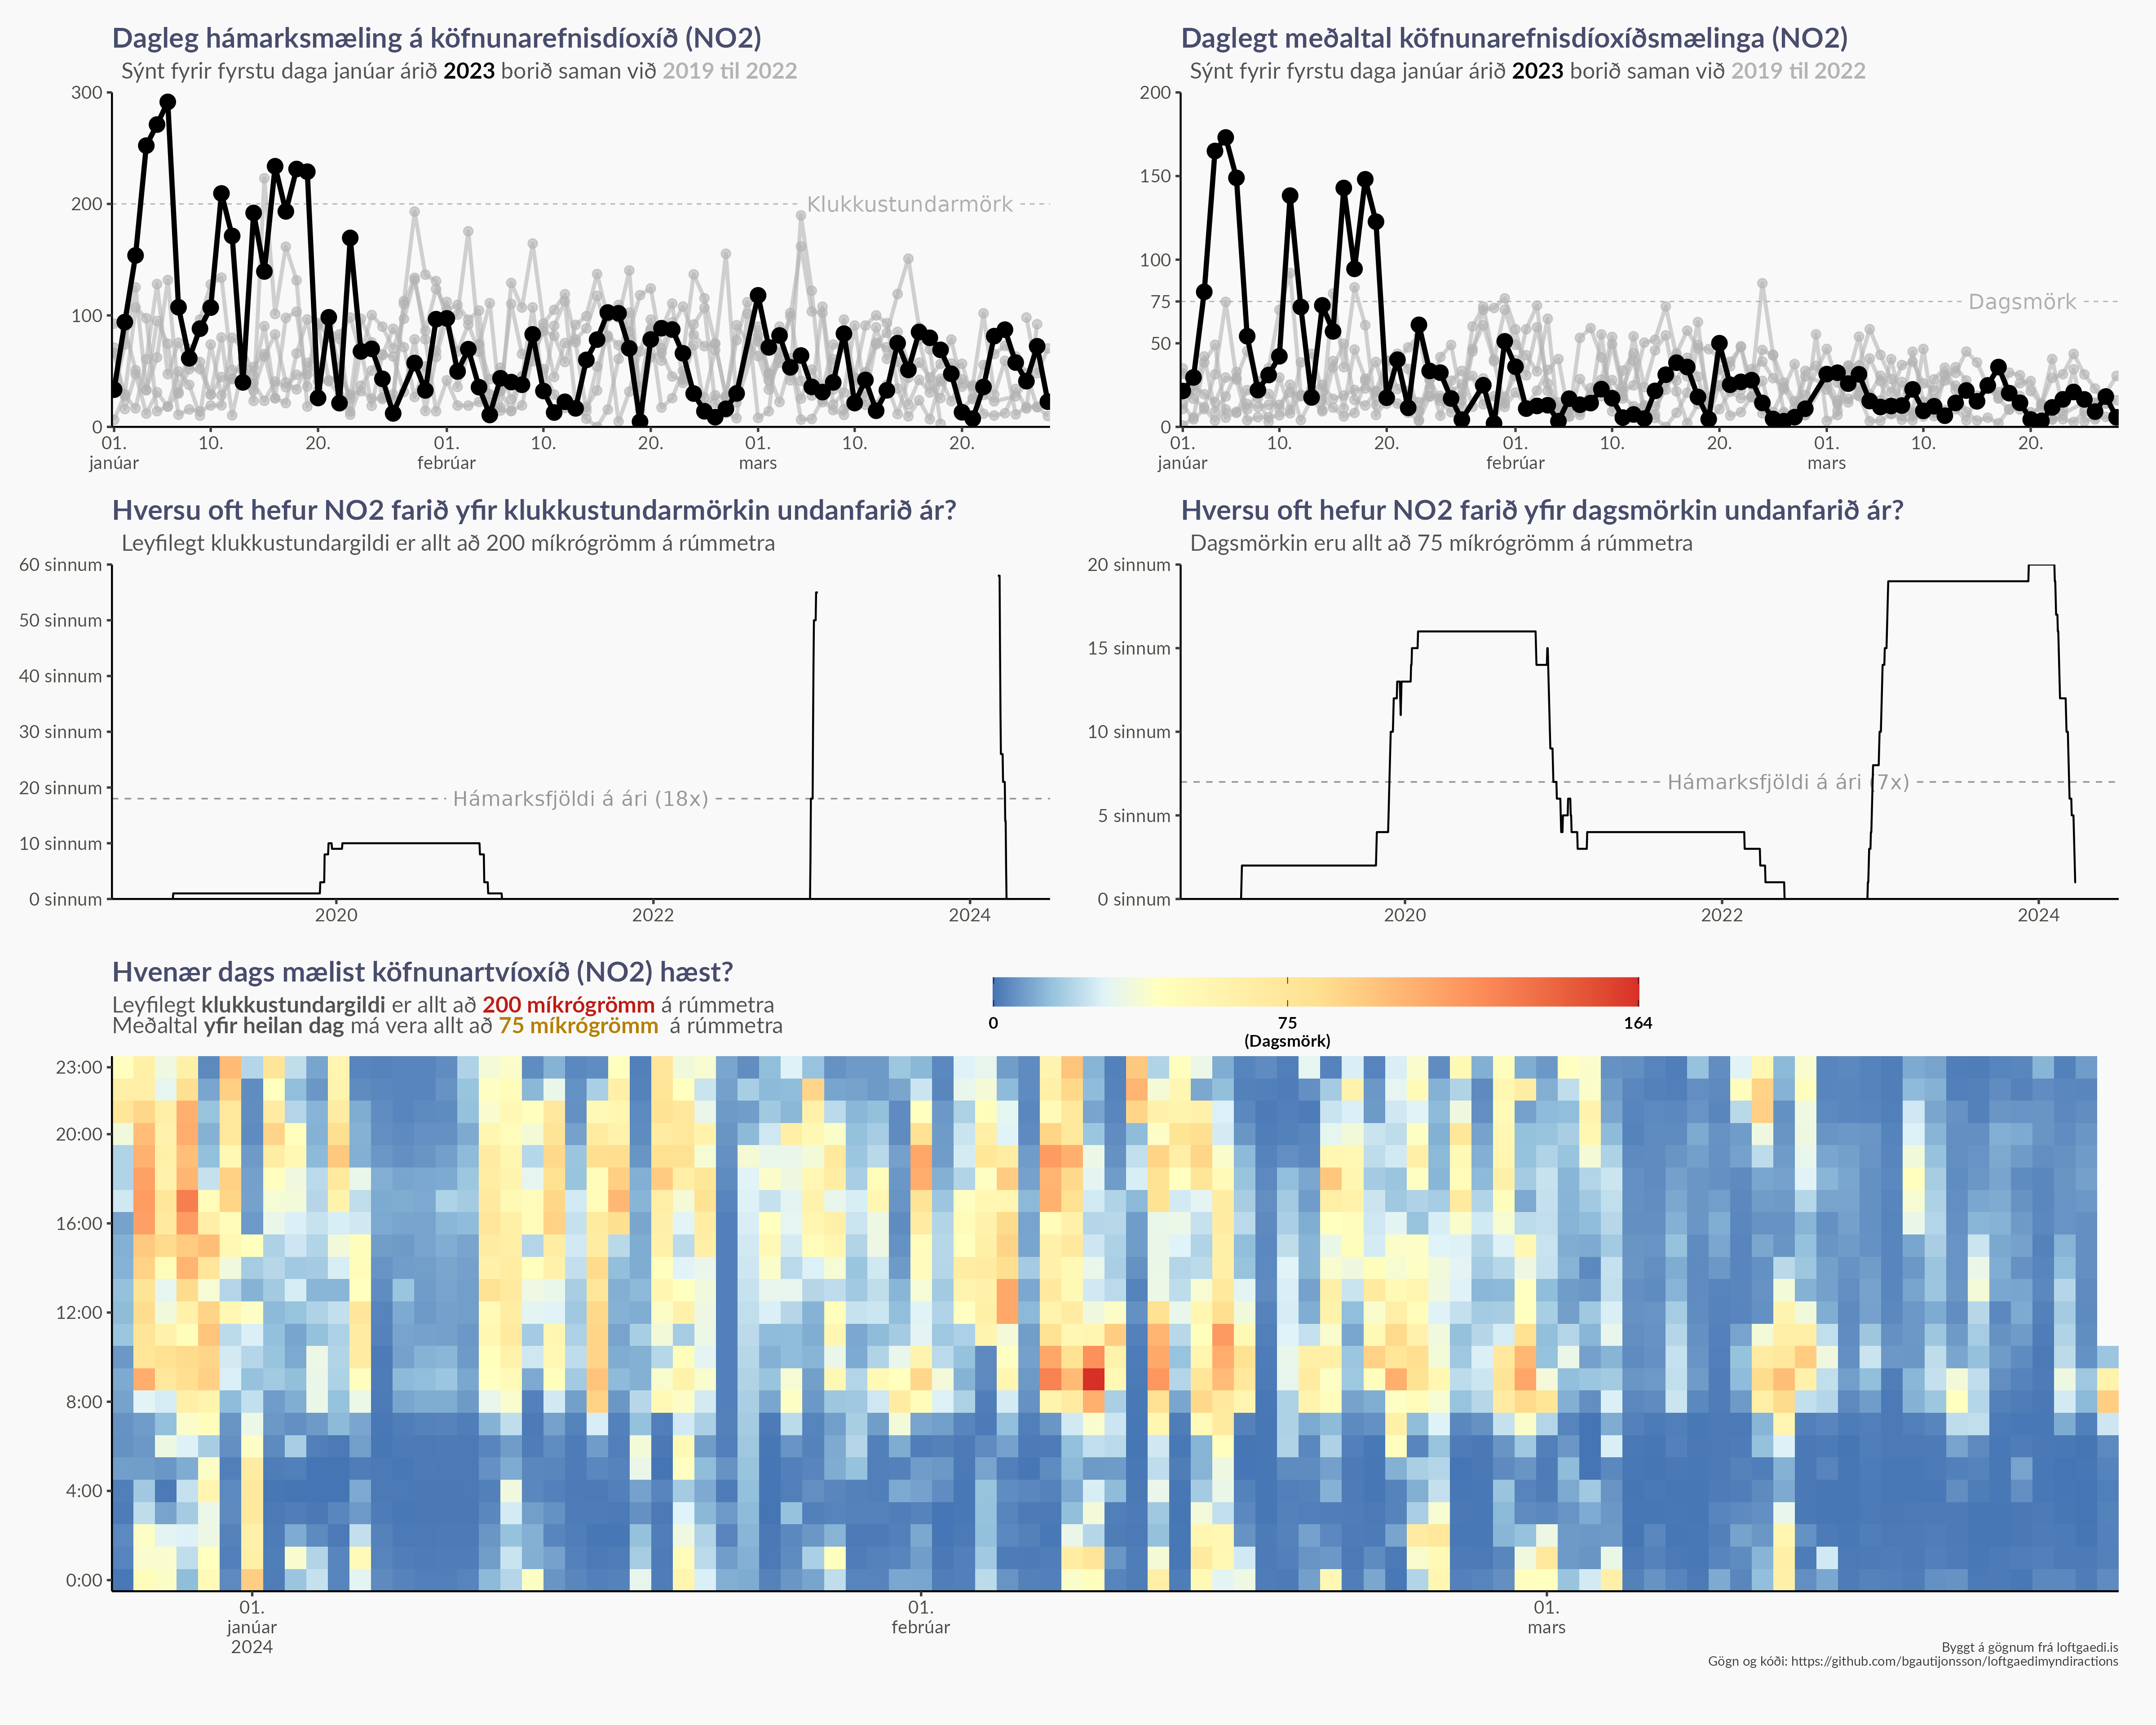 Dagleg hámarksmæling á köfnunarefnisdíoxíð (NO2)
Sýnt fyrir fyrstu daga janúar árið 2023 borið saman við 2019 til 2022
300
200
100
0
Klukkustundarmörk
01. 10. 20. 01. 10. 20. 01. 10. 20.
janúar febrúar mars
Daglegt meðaltal köfnunarefnisdíoxíðsmælinga (NO2)
Sýnt fyrir fyrstu daga janúar árið 2023 borið saman við 2019 til 2022
200
150
100
75
50
0
Dagsmörk
01. 10. 20. 01. 10. 20. 01. 10. 20.
janúar febrúar mars
Hversu oft hefur NO2 farið yfir klukkustundarmörkin undanfarið ár?
Leyfilegt klukkustundargildi er allt að 200 míkrógrömm á rúmmetra
60 sinnum
50 sinnum
40 sinnum
30 sinnum
20 sinnum
10 sinnum
0 sinnum
Hámarksfjöldi á ári (18x)
2020 2022 2024
Hversu oft hefur NO2 farið yfir dagsmörkin undanfarið ár?
Dagsmörkin eru allt að 75 míkrógrömm á rúmmetra
20 sinnum
15 sinnum
10 sinnum
5 sinnum
0 sinnum
Hámarksfjöldi á ári (7x)
2020 2022 2024
Hvenær dags mælist köfnunartvíoxíð (NO2) hæst?
Leyfilegt klukkustundargildi er allt að 200 míkrógrömm á rúmmetra
Meðaltal yfir heilan dag má vera allt að 75 míkrógrömm á rúmmetra
0 75 164
(Dagsmörk)
23:00
20:00
16:00
12:00
8:00
4:00
0:00
01. 01. 01.
janúar febrúar mars
2024
Byggt á gögnum frá loftgaedi.is
Gögn og kóði: https://github.com/bgautijonsson/loftgaedimyndiractions